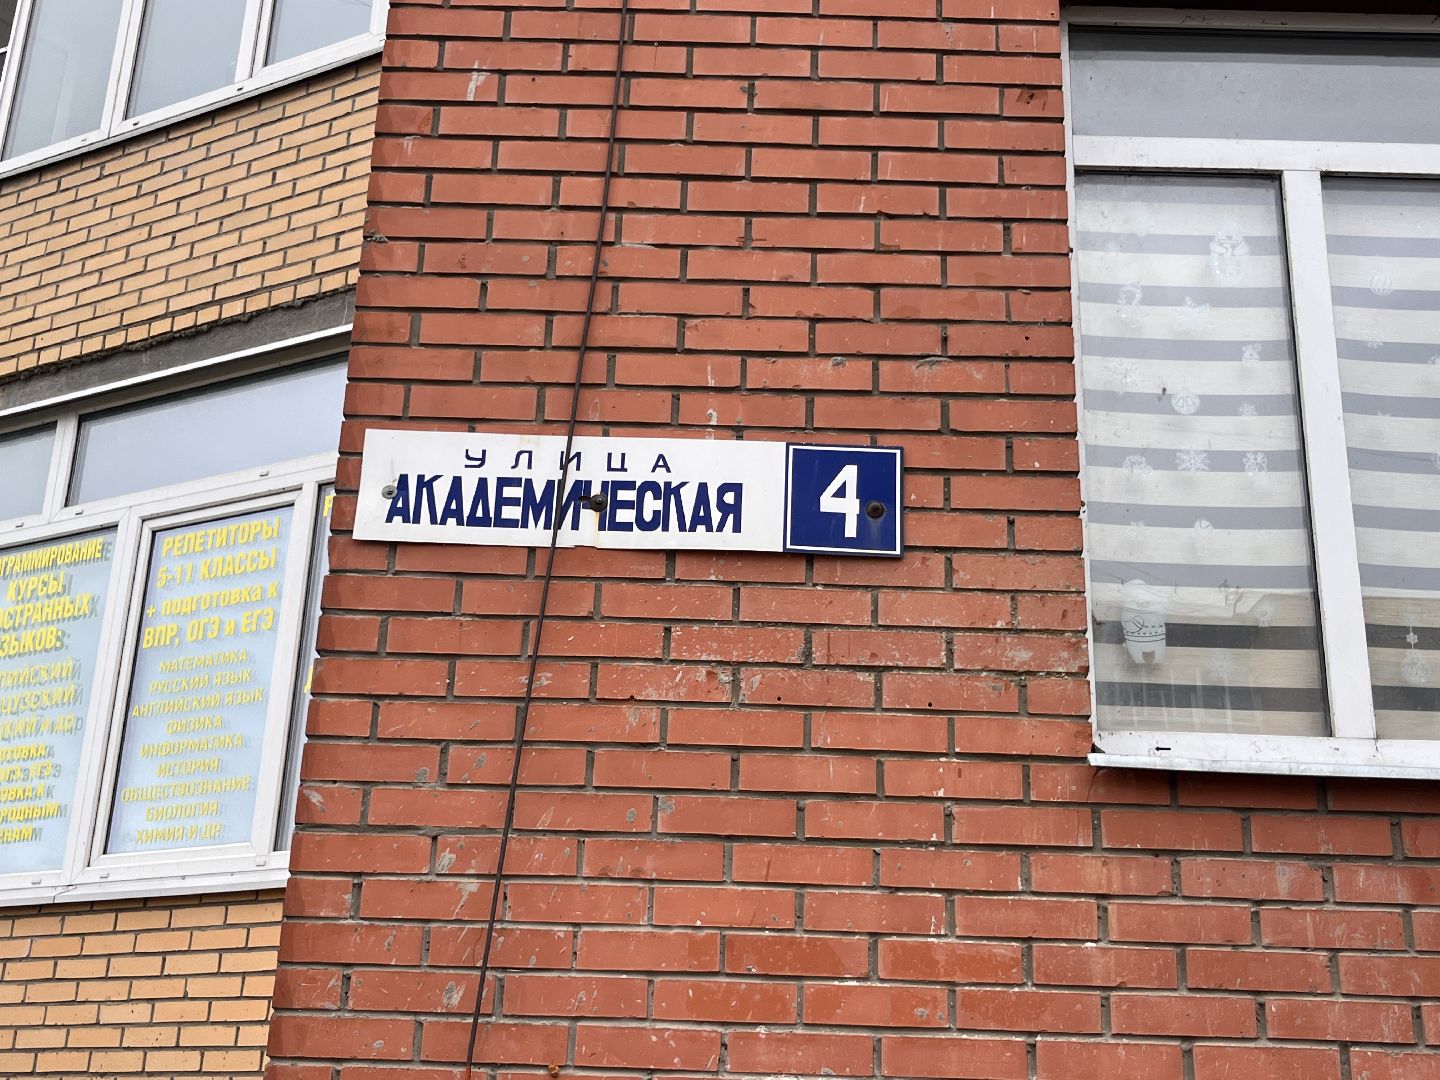 УЛИЦА
АКАДЕМИЧЕСКАЯ
4
РЕПЕТИТОРЫ
5-11 КЛАССЫ
+ подготовка к
ВПР, ОГЭ и ЕГЭ
МАТЕМАТИКА
РУССКИЙ ЯЗЫК
АНГЛИЙСКИЙ ЯЗЫК
ФИЗИКА
ИНФОРМАТИКА
ИСТОРИЯ
ОБЩЕСТВОЗНАНИЕ
БИОЛОГИЯ
ХИМИЯ И ДР.
КУРСЫ